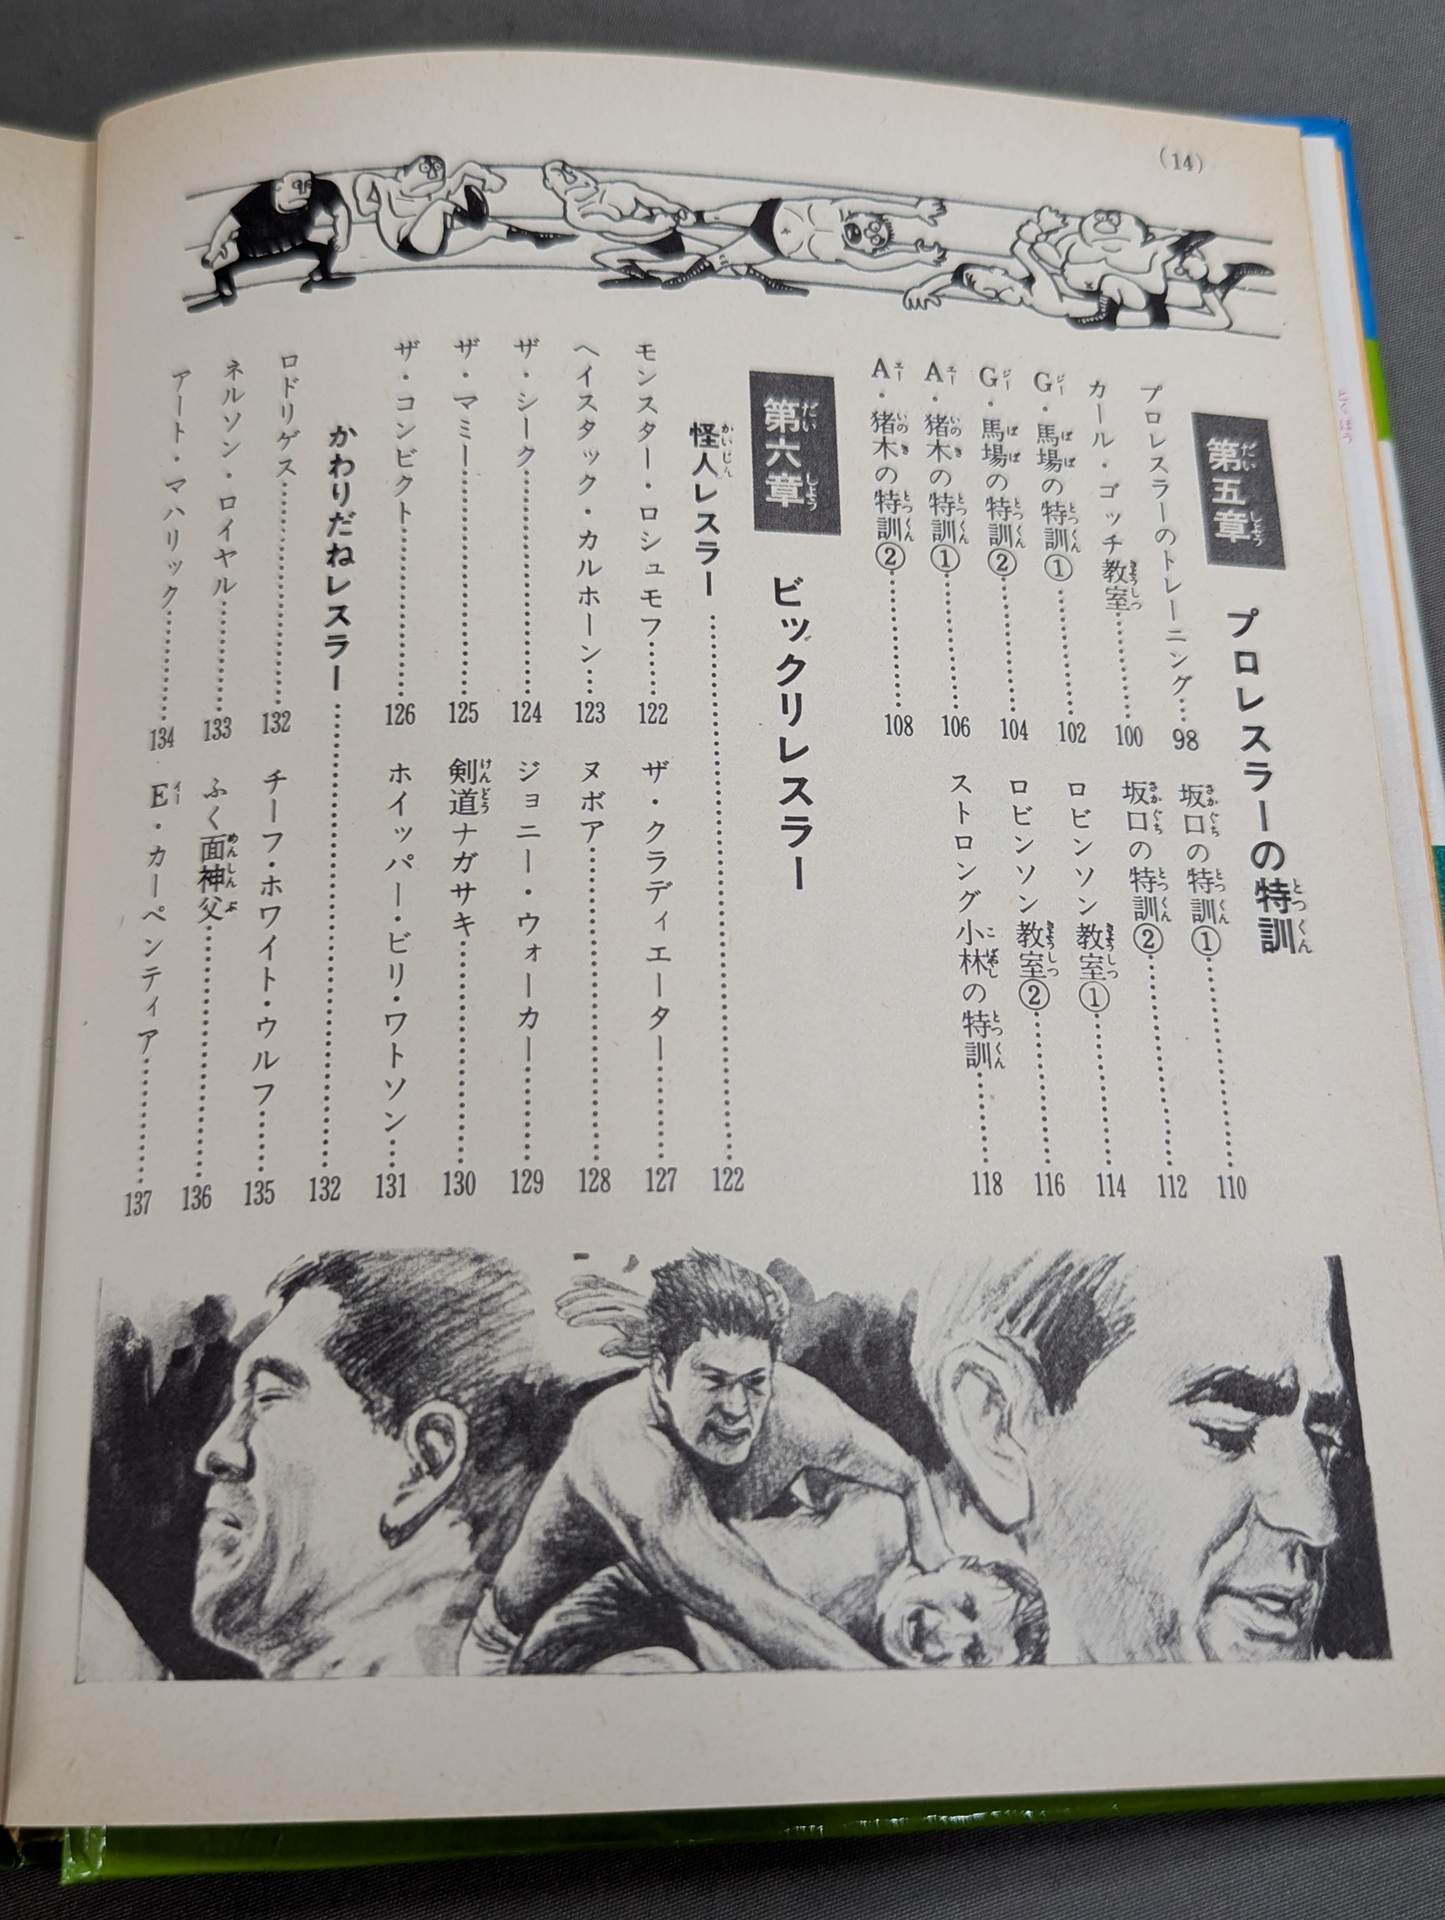 (14)
第五章 プロレスラーの特訓
プロレスラーのトレーニング…98
カール・ゴッチ教室…………100
G・馬場の特訓①…………102
G・馬場の特訓②…………104
A・猪木の特訓①…………106
A・猪木の特訓②…………108
坂口の特訓①…………110
坂口の特訓②…………112
ロビンソン教室①…………114
ロビンソン教室②…………116
ストロング小林の特訓…………118
第六章 ビックリレスラー
怪人レスラー…………122
モンスター・ロシュモフ……122
ヘイスタック・カルホーン…123
ザ・シーク…………124
ザ・マミー…………125
ザ・コンビクト…………126
ザ・クラディエーター…………127
ヌボア…………128
ジョニー・ウォーカー…………129
剣道ナガサキ…………130
ホイッパー・ビリ・ワトソン…131
かわりだねレスラー…………132
ロドリゲス…………132
ネルソン・ロイヤル…………133
アート・マハリック…………134
チーフ・ホワイト・ウルフ……135
ふく面神父…………136
E・カーペンティア…………137
とくほう